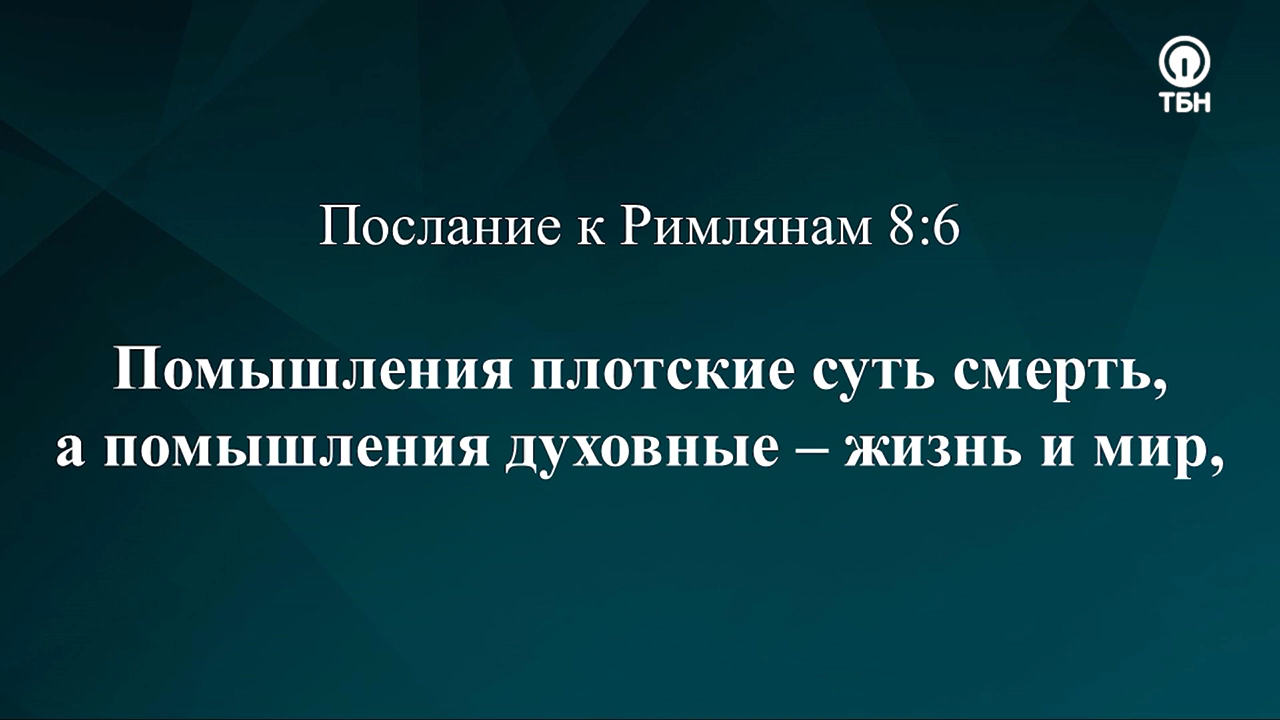 ТБН
Послание к Римлянам 8:6
Помышления плотские суть смерть,
а помышления духовные – жизнь и мир,